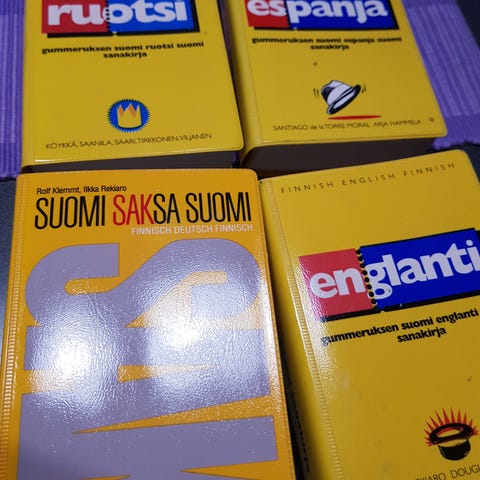 ruotsi
gummeruksen suomi ruotsi suomi
sanakirja
KÖYKKÄ, SAANILA, SAARI, TIRKKONEN, VILJANEN
espanja
gummeruksen suomi espanja suomi
sanakirja
SANTIAGO de la TORRE MORAL ARJA HAMMELA
Rolf Klemmt, Ilkka Rekiaro
SUOMI SAKSA SUOMI
FINNISCH DEUTSCH FINNISCH
FINNISH ENGLISH FINNISH
englanti
gummeruksen suomi englanti
sanakirja